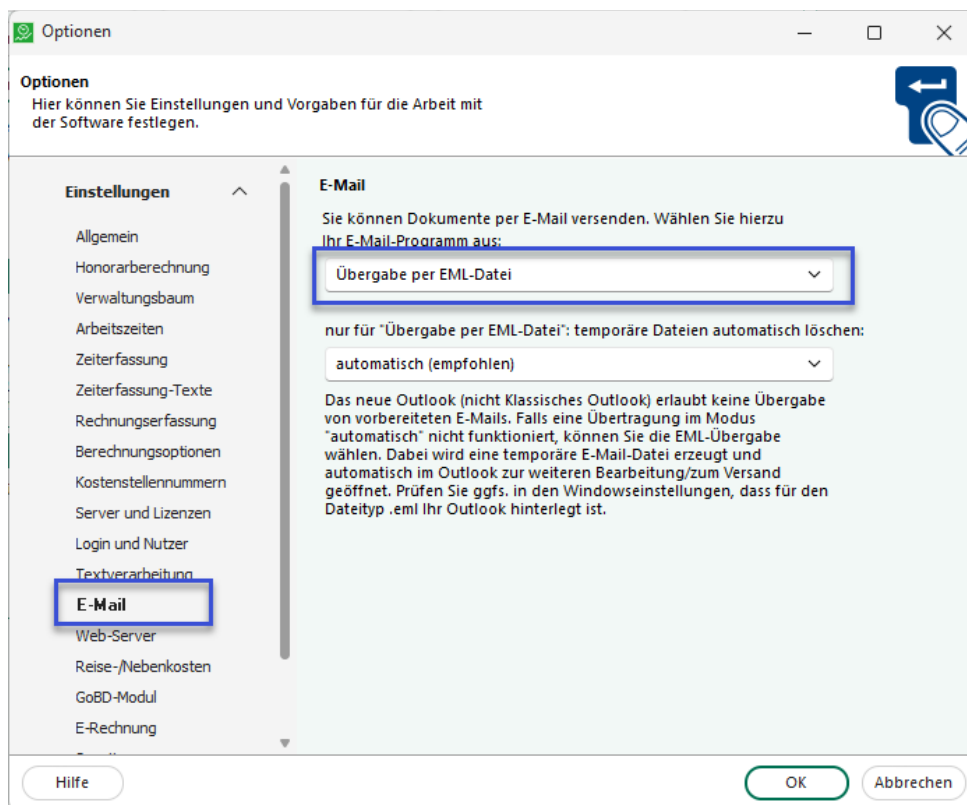 Optionen
Optionen
Hier können Sie Einstellungen und Vorgaben für die Arbeit mit
der Software festlegen.
Einstellungen
Allgemein
Honorarberechnung
Verwaltungsbaum
Arbeitszeiten
Zeiterfassung
Zeiterfassung-Texte
Rechnungserfassung
Berechnungsoptionen
Kostenstellennummern
Server und Lizenzen
Login und Nutzer
Textverarbeitung
E-Mail
Web-Server
Reise-/Nebenkosten
GoBD-Modul
E-Rechnung
E-Mail
Sie können Dokumente per E-Mail versenden. Wählen Sie hierzu
Ihr E-Mail-Programm aus:
Übergabe per EML-Datei
nur für "Übergabe per EML-Datei": temporäre Dateien automatisch löschen:
automatisch (empfohlen)
Das neue Outlook (nicht Klassisches Outlook) erlaubt keine Übergabe
von vorbereiteten E-Mails. Falls eine Übertragung im Modus
"automatisch" nicht funktioniert, können Sie die EML-Übergabe
wählen. Dabei wird eine temporäre E-Mail-Datei erzeugt und
automatisch im Outlook zur weiteren Bearbeitung/zum Versand
geöffnet. Prüfen Sie ggfs. in den Windowseinstellungen, dass für den
Dateityp .eml Ihr Outlook hinterlegt ist.
Hilfe
OK
Abbrechen